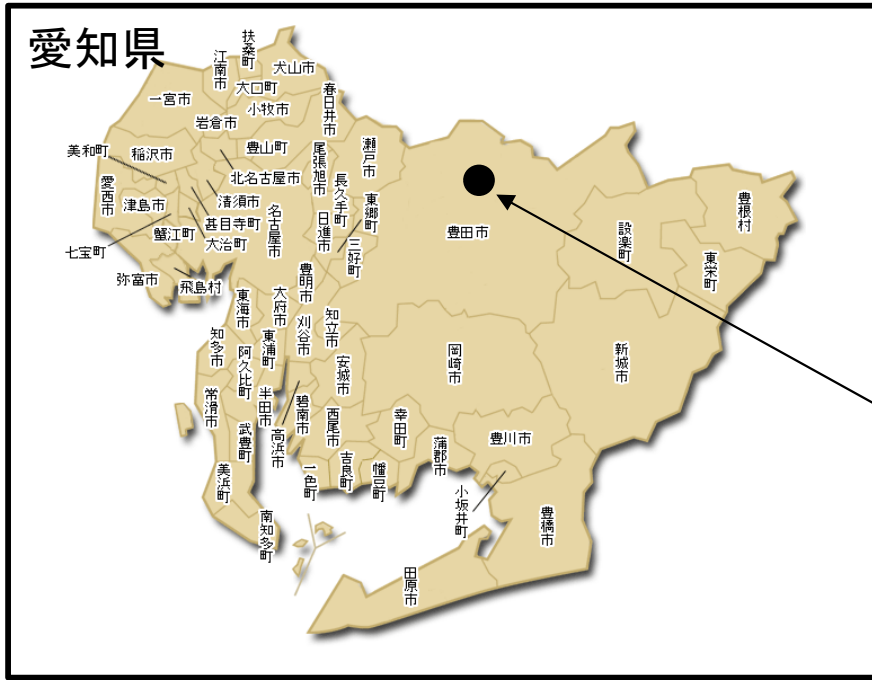 愛知県
扶桑町
江南市
犬山市
大口町
一宮市
小牧市
春日井市
岩倉市
美和町
稲沢市
豊山町
尾張旭市
瀬戸市
北名古屋市
愛西市
津島市
清須市
長久手町
東郷町
甚目寺町
名古屋市
日進市
蟹江町
大治町
三好町
七宝町
豊田市
設楽町
豊根村
東栄町
弥富市
飛島村
豊明市
東海市
大府市
刈谷市
知立市
知多市
東浦町
阿久比町
安城市
岡崎市
新城市
常滑市
半田市
碧南市
西尾市
幸田町
豊川市
武豊町
高浜市
蒲郡市
美浜町
一色町
吉良町
幡豆町
小坂井町
南知多町
豊橋市
田原市